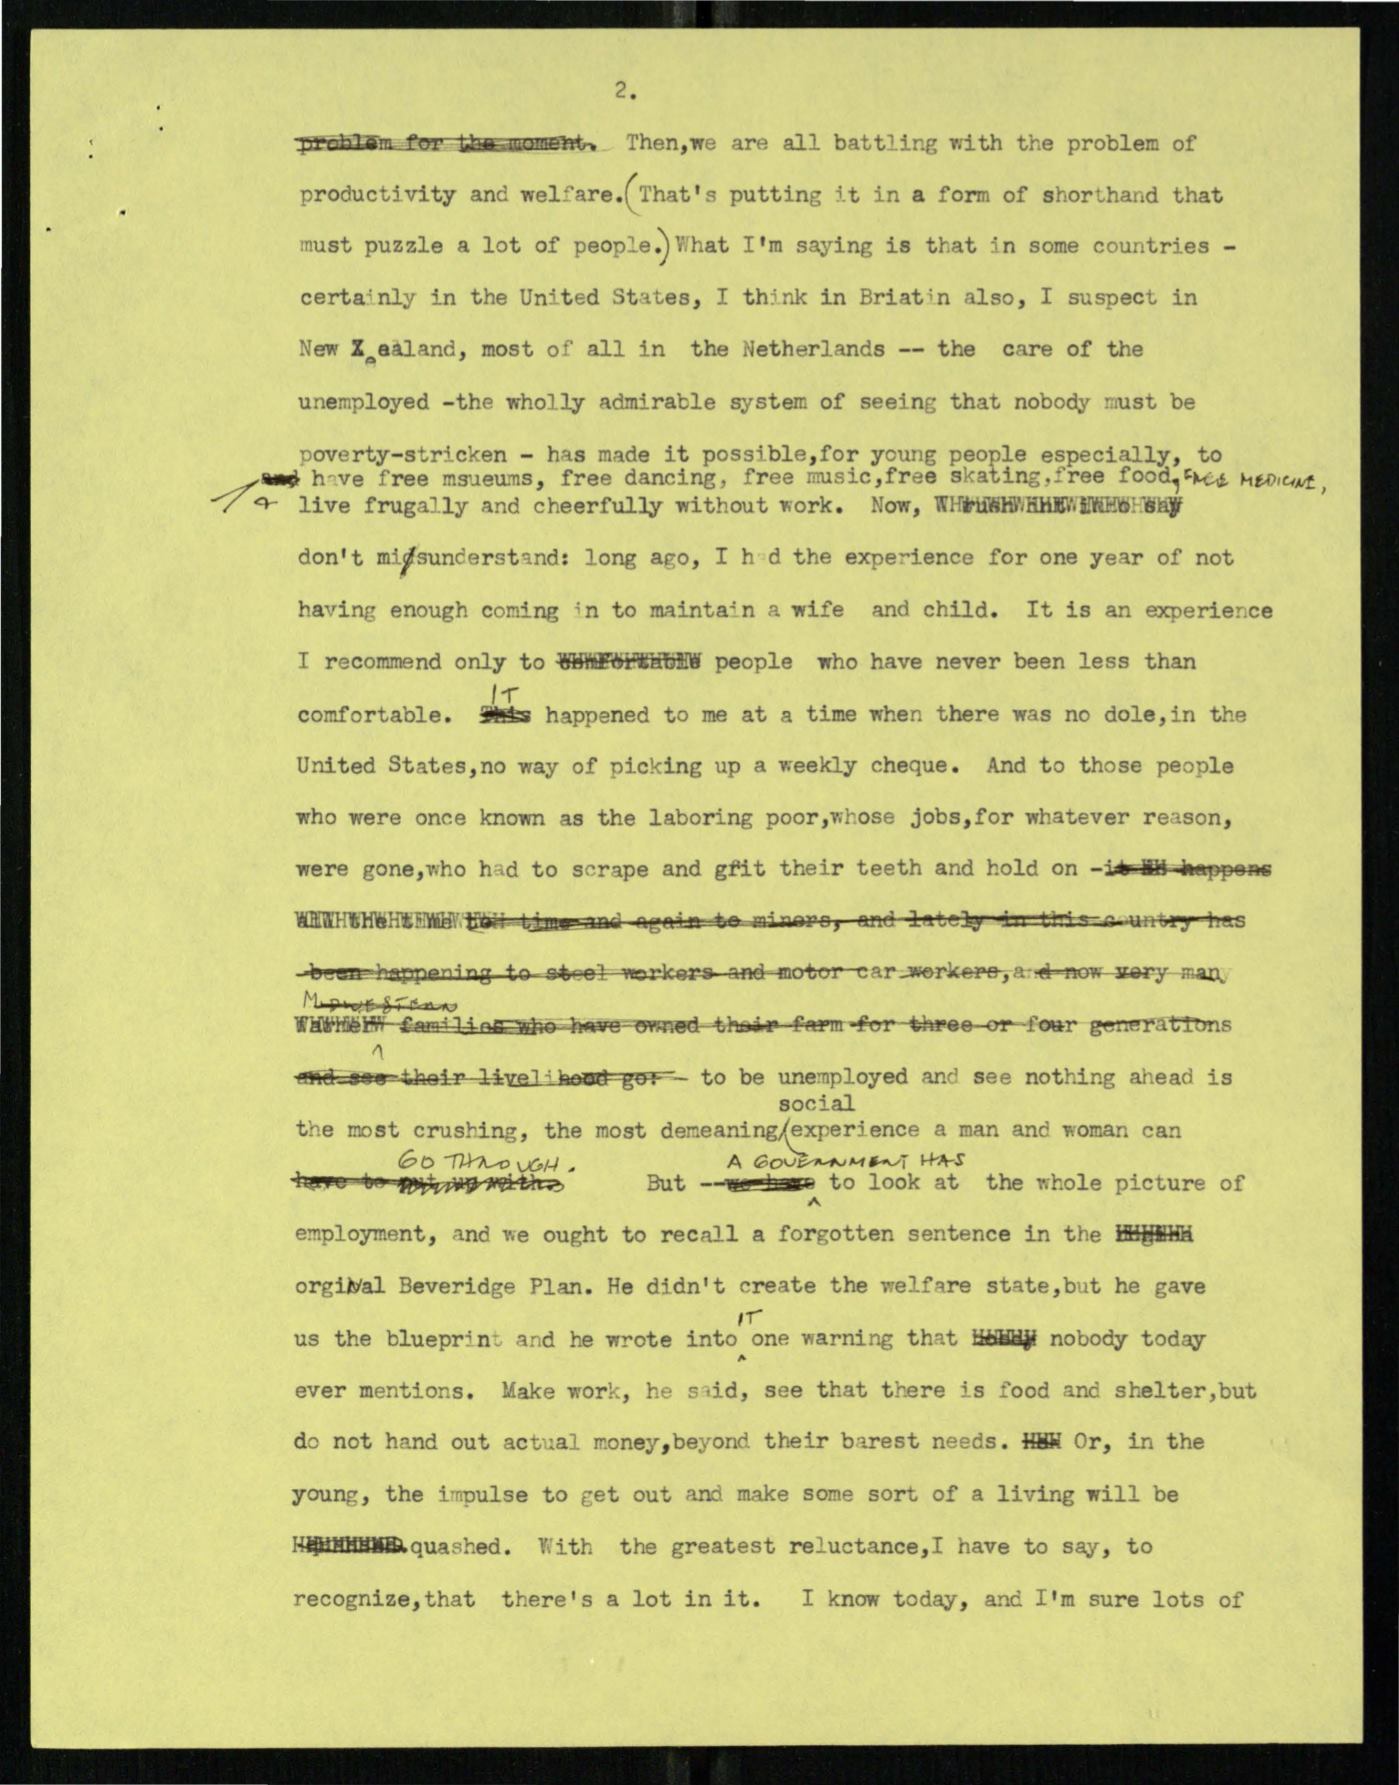 2.
problem for the moment. Then,we are all battling with the problem of
productivity and welfare.(That's putting it in a form of shorthand that
must puzzle a lot of people.)What I'm saying is that in some countries -
certainly in the United States, I think in Briatin also, I suspect in
New Zealand, most of all in the Netherlands -- the care of the
unemployed -the wholly admirable system of seeing that nobody must be
poverty-stricken - has made it possible,for young people especially, to
and have free msueums, free dancing, free music,free skating,free food, FREE MEDICINE,
live frugally and cheerfully without work. Now,
don't misunderstand: long ago, I had the experience for one year of not
having enough coming in to maintain a wife and child. It is an experience
I recommend only to comfortable people who have never been less than
IT
comfortable. This happened to me at a time when there was no dole,in the
United States,no way of picking up a weekly cheque. And to those people
who were once known as the laboring poor,whose jobs,for whatever reason,
were gone,who had to scrape and grit their teeth and hold on -it happens
time and again to miners, and lately in this country has
been happening to steel workers and motor car workers,and now very many
MIDWESTERN
families who have owned their farm for three or four generations
and see their livelihood go: - to be unemployed and see nothing ahead is
social
the most crushing, the most demeaning/experience a man and woman can
GO THROUGH. A GOVERNMENT HAS
have to put up with. But --we have to look at the whole picture of
employment, and we ought to recall a forgotten sentence in the
orgiNal Beveridge Plan. He didn't create the welfare state,but he gave
IT
us the blueprint and he wrote into one warning that nobody today
ever mentions. Make work, he said, see that there is food and shelter,but
do not hand out actual money,beyond their barest needs. Or, in the
young, the impulse to get out and make some sort of a living will be
quashed. With the greatest reluctance,I have to say, to
recognize,that there's a lot in it. I know today, and I'm sure lots of